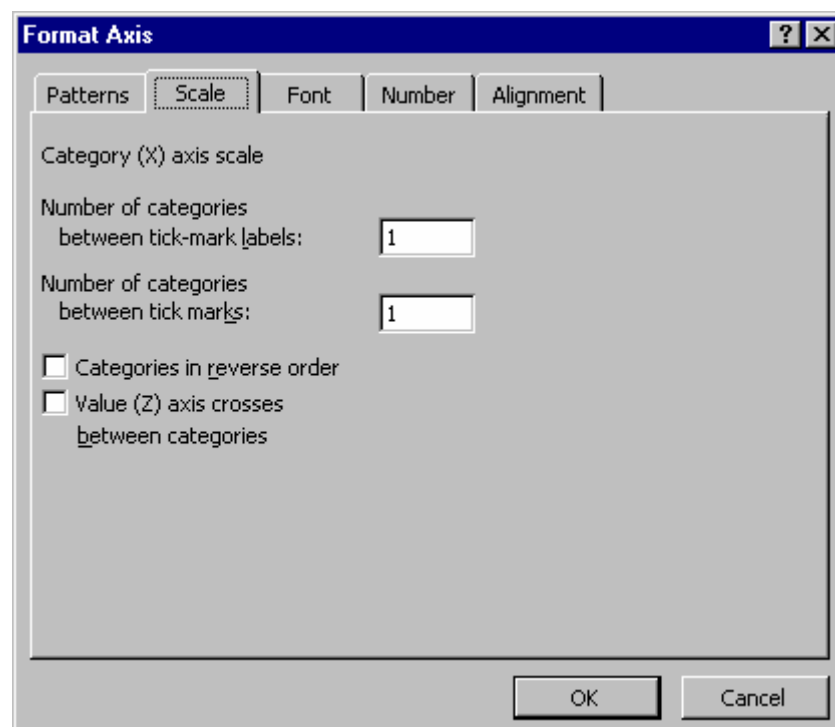 Format Axis
Patterns Scale Font Number Alignment
Category (X) axis scale
Number of categories
between tick-mark labels: 1
Number of categories
between tick marks: 1
Categories in reverse order
Value (Z) axis crosses
between categories
OK Cancel